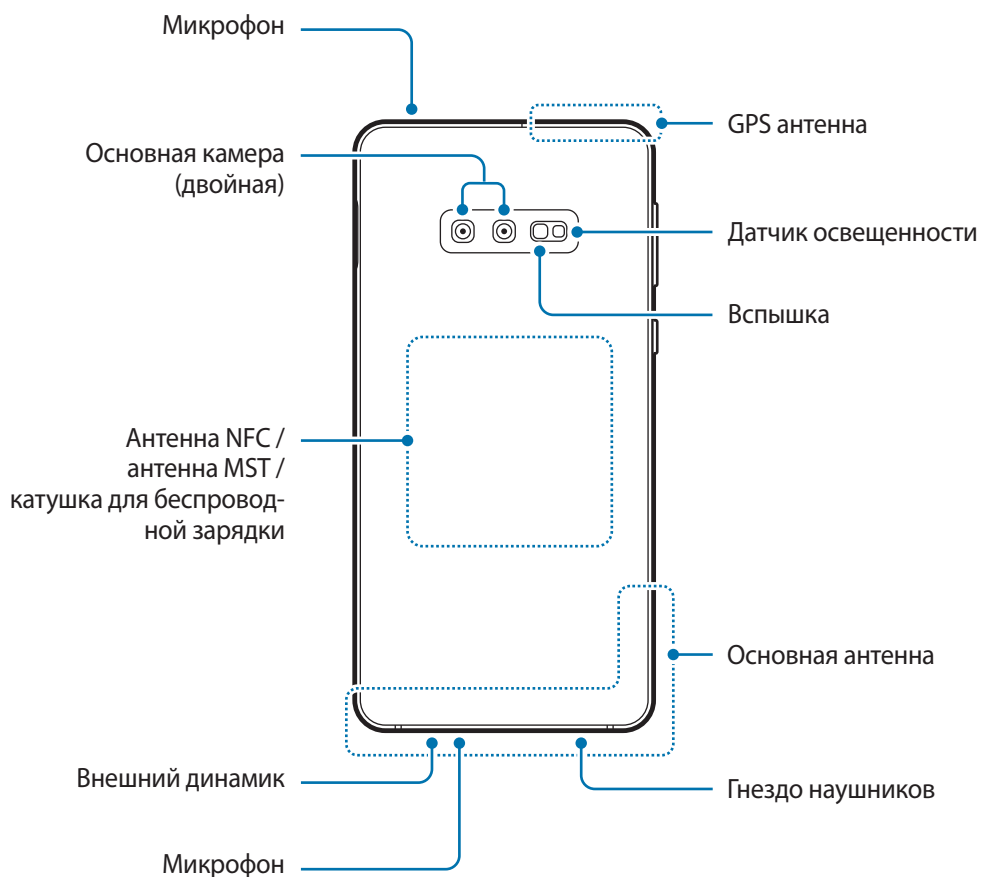 Микрофон
GPS антенна
Основная камера
(двойная)
Датчик освещенности
Вспышка
Антенна NFC /
антенна MST /
катушка для беспровод-
ной зарядки
Основная антенна
Внешний динамик
Гнездо наушников
Микрофон